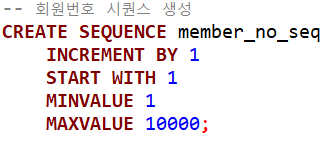 -- 회원번호 시퀀스 생성
CREATE SEQUENCE member_no_seq
INCREMENT BY 1
START WITH 1
MINVALUE 1
MAXVALUE 10000;